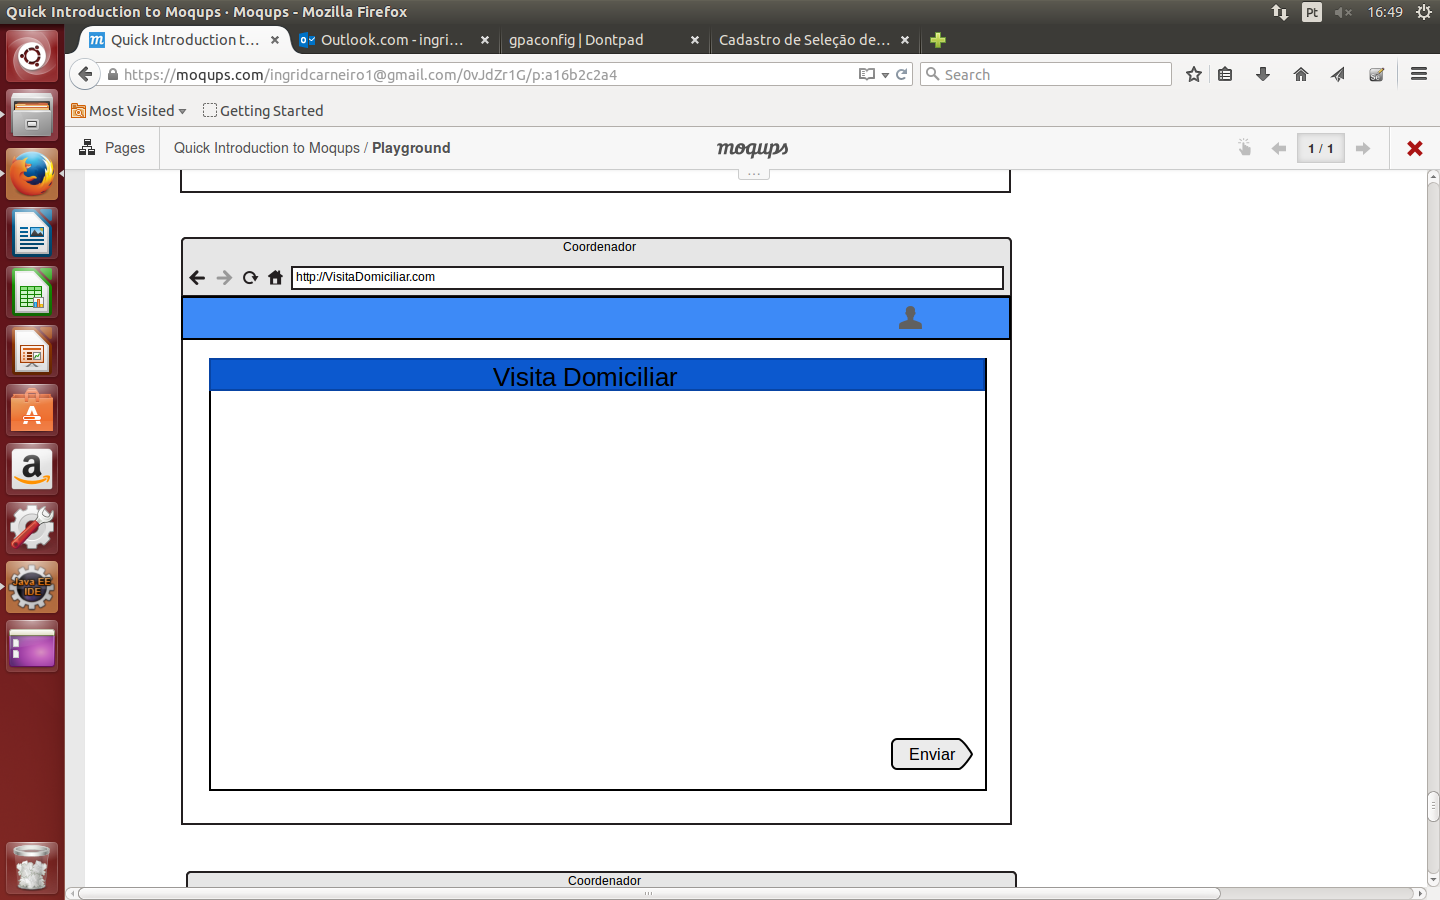 Quick Introduction to Moqups · Moqups - Mozilla Firefox
Pt
16:49
Quick Introduction t...
Outlook.com - ingri...
gpaconfig | Dontpad
Cadastro de Seleção de...
https://moqups.com/ingridcarneiro1@gmail.com/0vJdZr1G/p:a16b2c2a4
Search
Most Visited
Getting Started
Pages
Quick Introduction to Moqups / Playground
moqups
1 / 1
...
Coordenador
http://VisitaDomiciliar.com
Visita Domiciliar
Enviar
Coordenador
Java EE
IDE